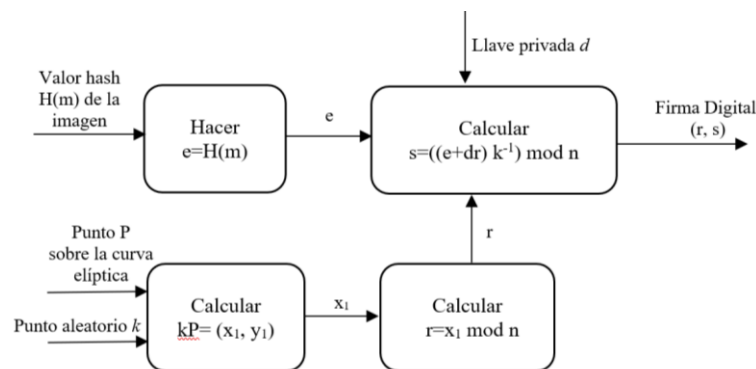 Llave privada d
Valor hash
H(m) de la
imagen
Hacer
e=H(m)
e
Calcular
s=((e+dr) k⁻¹) mod n
Firma Digital
(r, s)
r
Punto P
sobre la curva
elíptica
Punto aleatorio k
Calcular
kP= (x₁, y₁)
x₁
Calcular
r=x₁ mod n